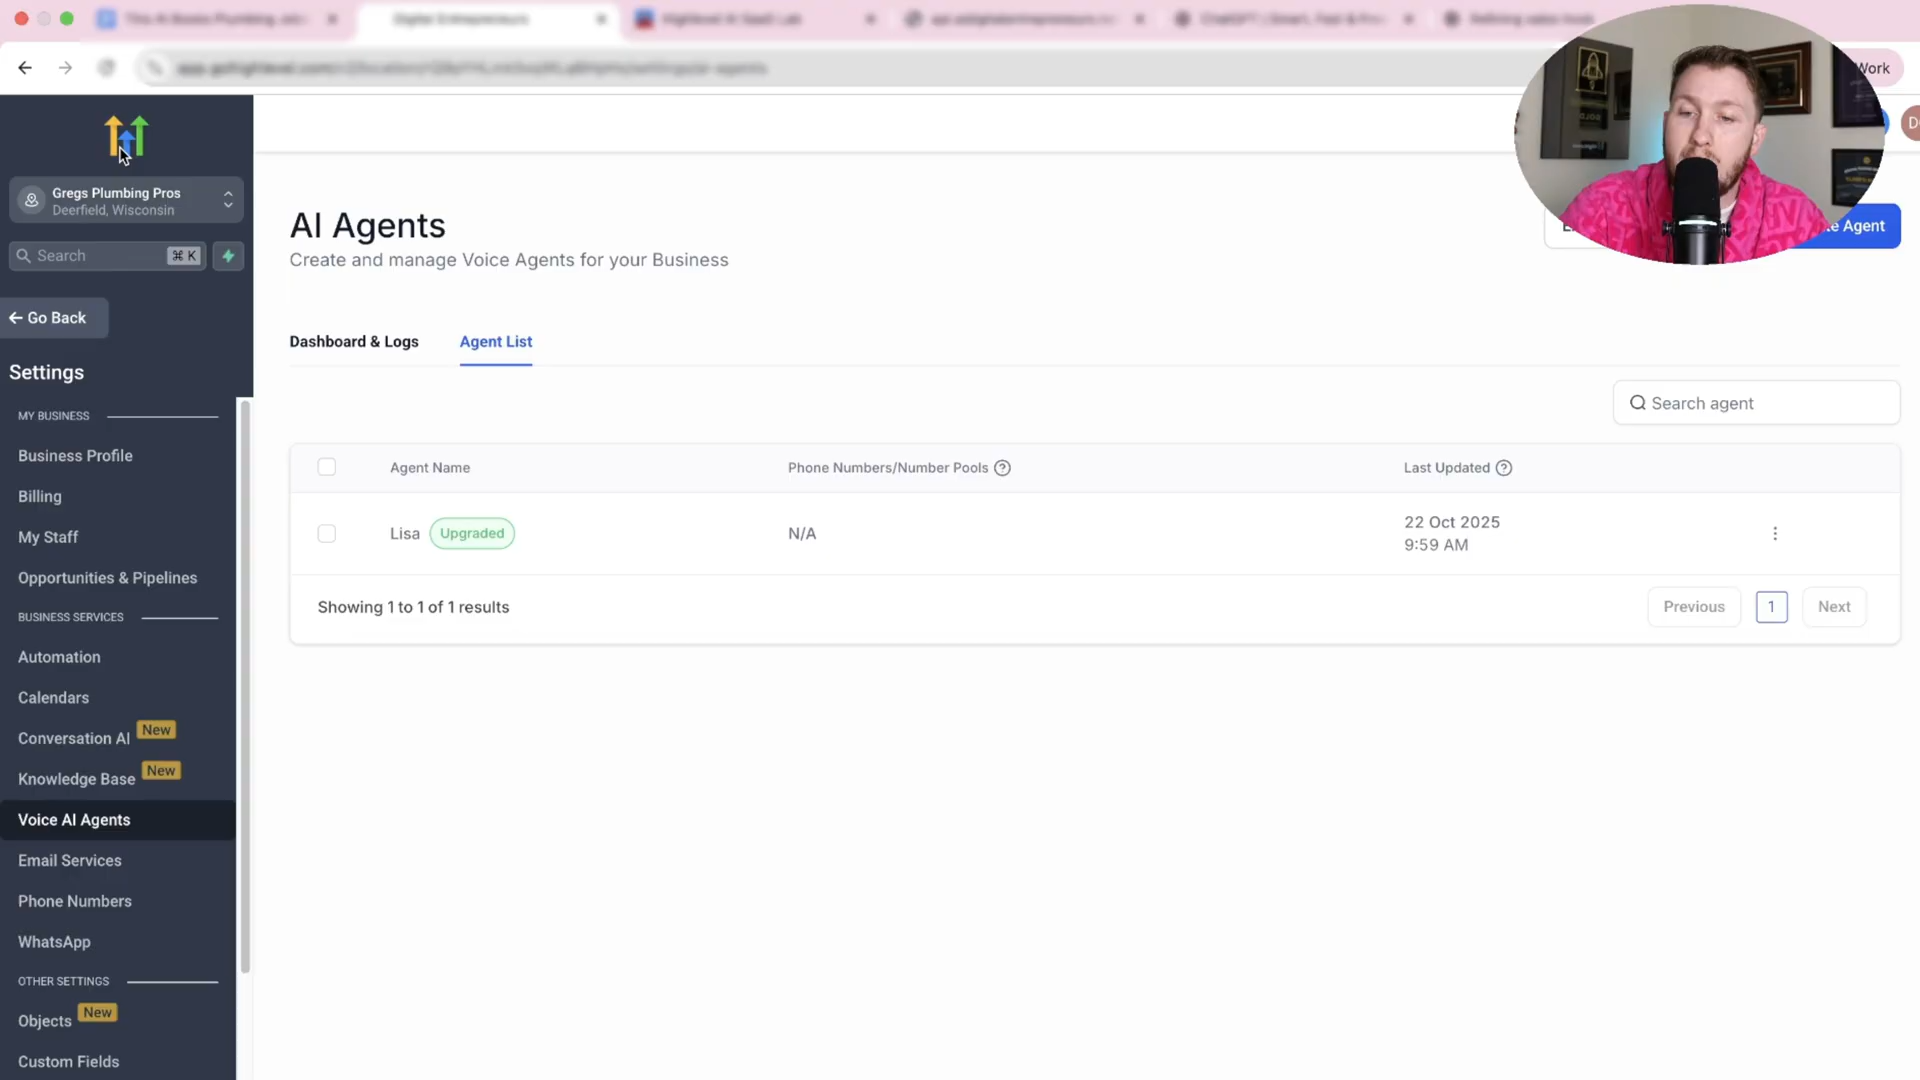 Work
Gregs Plumbing Pros
Deerfield, Wisconsin
Search ⌘ K
Go Back
Settings
MY BUSINESS
Business Profile
Billing
My Staff
Opportunities & Pipelines
BUSINESS SERVICES
Automation
Calendars
Conversation AI New
Knowledge Base New
Voice AI Agents
Email Services
Phone Numbers
WhatsApp
OTHER SETTINGS
Objects New
Custom Fields
D
AI Agents
Create and manage Voice Agents for your Business
Agent
Dashboard & Logs
Agent List
Search agent
Agent Name
Phone Numbers/Number Pools
Last Updated
Lisa Upgraded
N/A
22 Oct 2025
9:59 AM
Showing 1 to 1 of 1 results
Previous 1 Next